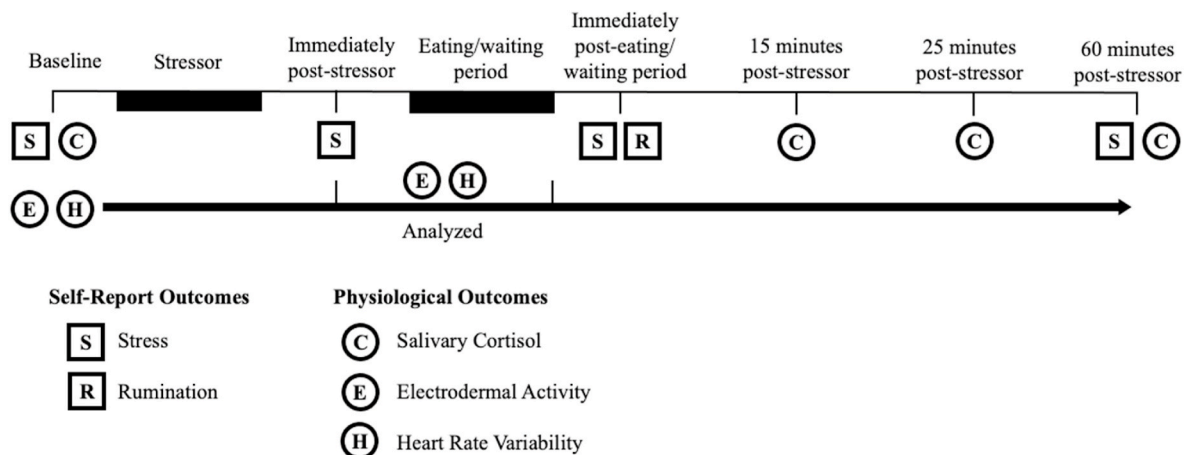 Baseline
Stressor
Immediately
post-stressor
Eating/waiting
period
Immediately
post-eating/
waiting period
15 minutes
post-stressor
25 minutes
post-stressor
60 minutes
post-stressor
S C
S
S R
C
C
S C
E H
E H
Analyzed
Self-Report Outcomes
S Stress
R Rumination
Physiological Outcomes
C Salivary Cortisol
E Electrodermal Activity
H Heart Rate Variability